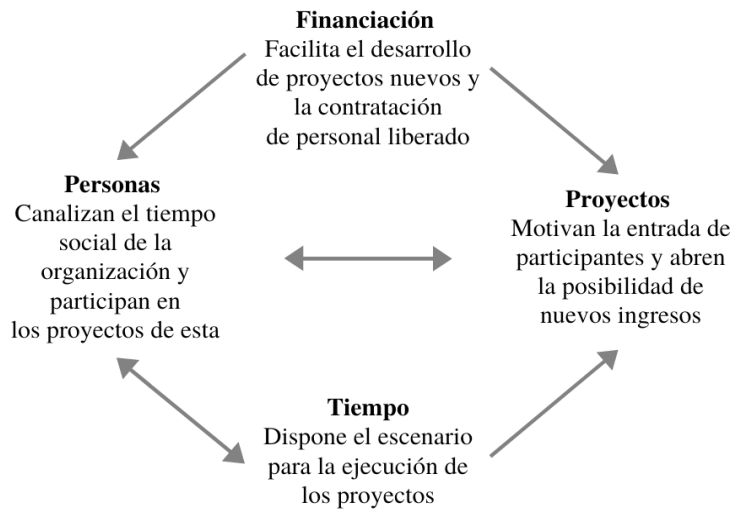 Financiación
Facilita el desarrollo
de proyectos nuevos y
la contratación
de personal liberado
Personas
Canalizan el tiempo
social de la
organización y
participan en
los proyectos de esta
Proyectos
Motivan la entrada de
participantes y abren
la posibilidad de
nuevos ingresos
Tiempo
Dispone el escenario
para la ejecución de
los proyectos